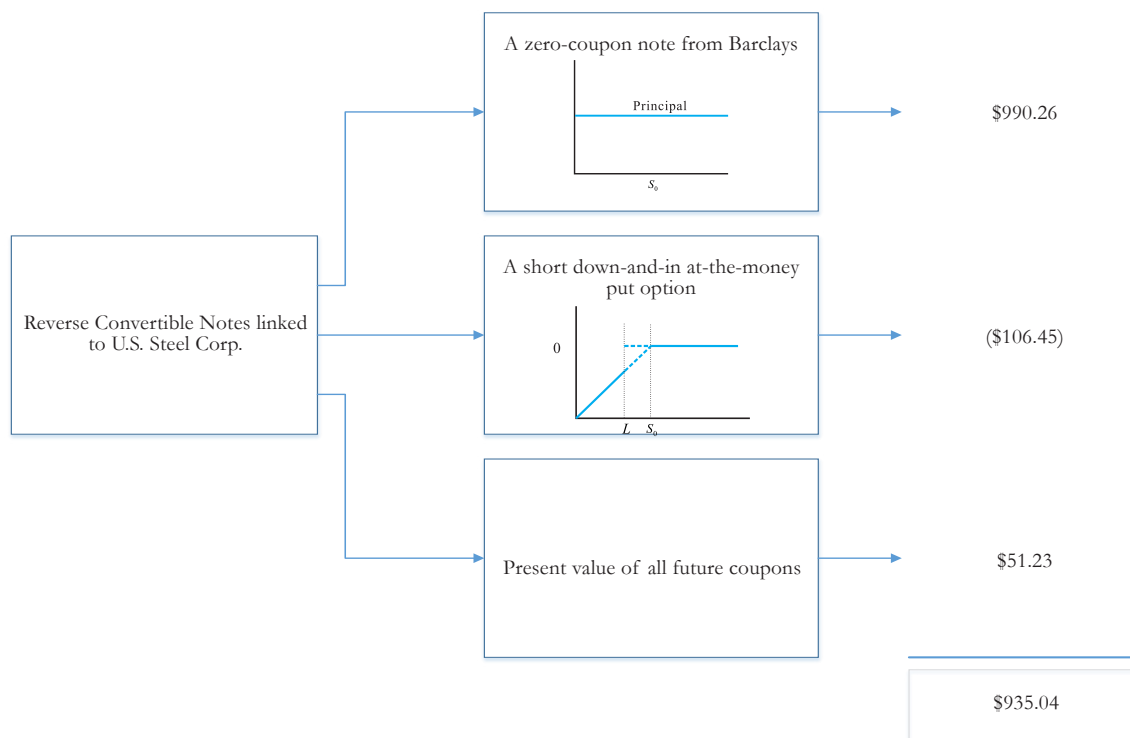 A zero-coupon note from Barclays
Principal
S₀
$990.26
Reverse Convertible Notes linked
to U.S. Steel Corp.
A short down-and-in at-the-money
put option
0
L S₀
($106.45)
Present value of all future coupons
$51.23
$935.04